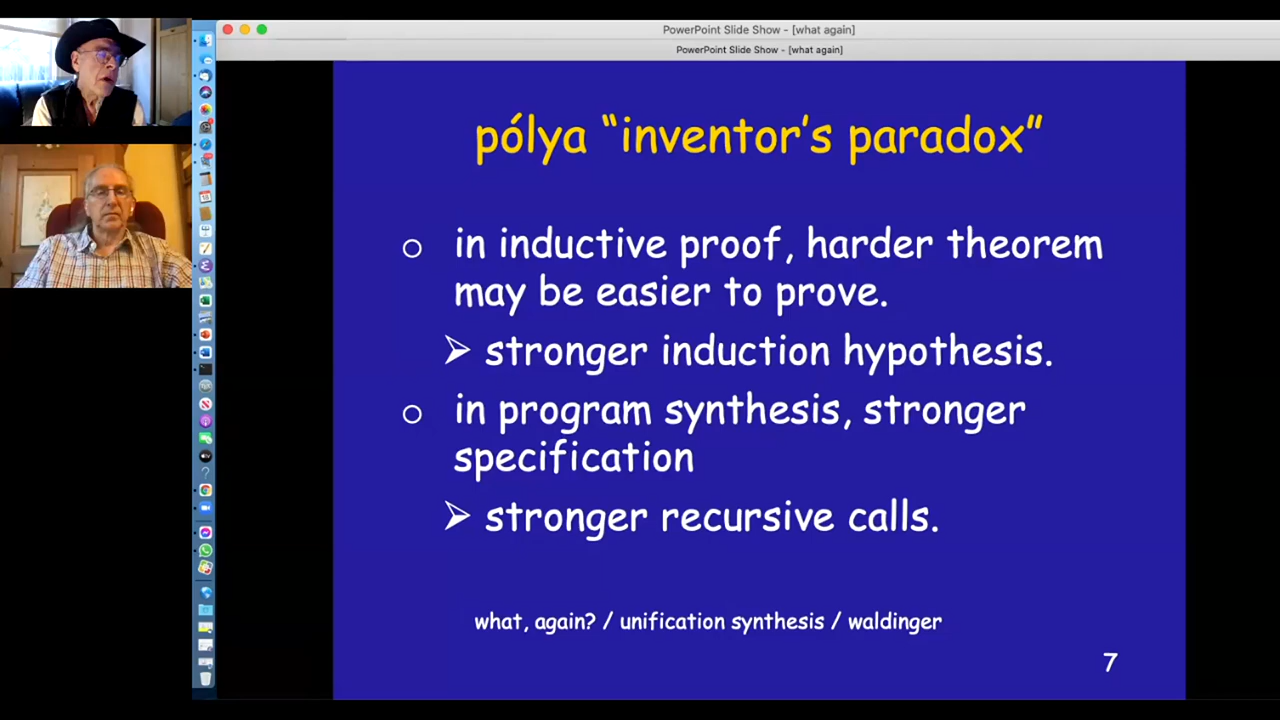 PowerPoint Slide Show - [what again]
PowerPoint Slide Show - [what again]
pólya “inventor’s paradox”
o in inductive proof, harder theorem
may be easier to prove.
➢ stronger induction hypothesis.
o in program synthesis, stronger
specification
➢ stronger recursive calls.
what, again? / unification synthesis / waldinger
7